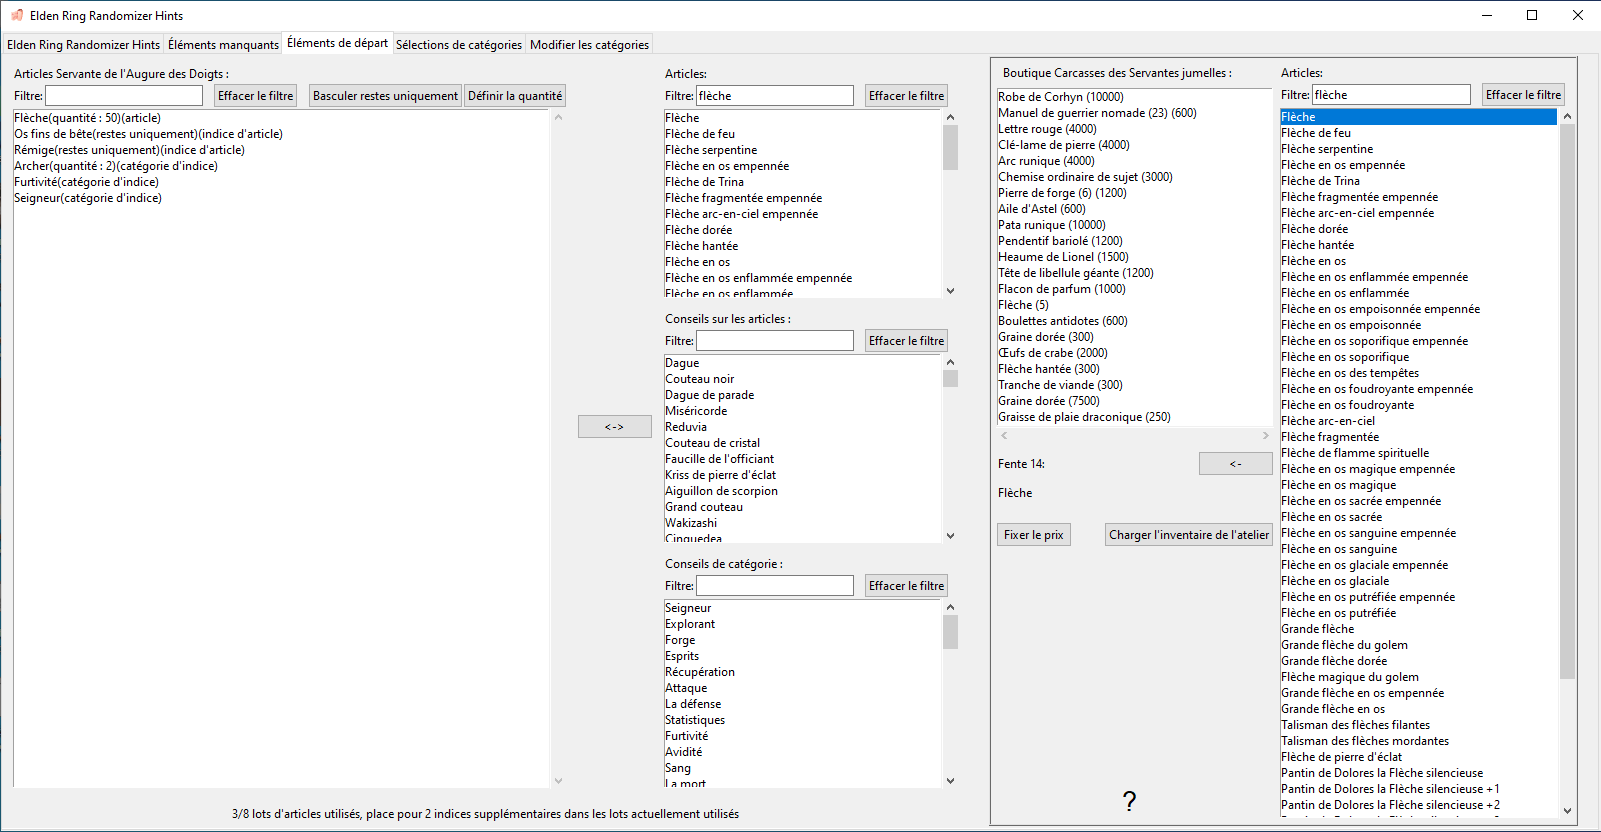 Elden Ring Randomizer Hints
Elden Ring Randomizer Hints
Éléments manquants
Éléments de départ
Sélections de catégories
Modifier les catégories
Articles Servante de l'Augure des Doigts :
Filtre:
Effacer le filtre
Basculer restes uniquement
Définir la quantité
Flèche(quantité : 50)(article)
Os fins de bête(restes uniquement)(indice d'article)
Rémige(restes uniquement)(indice d'article)
Archer(quantité : 2)(catégorie d'indice)
Furtivité(catégorie d'indice)
Seigneur(catégorie d'indice)
<->
Articles:
Filtre: flèche
Effacer le filtre
Flèche
Flèche de feu
Flèche serpentine
Flèche en os empennée
Flèche de Trina
Flèche fragmentée empennée
Flèche arc-en-ciel empennée
Flèche dorée
Flèche hantée
Flèche en os
Flèche en os enflammée empennée
Flèche en os enflammée
Conseils sur les articles :
Filtre:
Effacer le filtre
Dague
Couteau noir
Dague de parade
Miséricorde
Reduvia
Couteau de cristal
Faucille de l'officiant
Kriss de pierre d'éclat
Aiguillon de scorpion
Grand couteau
Wakizashi
Cinquedea
Conseils de catégorie :
Filtre:
Effacer le filtre
Seigneur
Explorant
Forge
Esprits
Récupération
Attaque
La défense
Statistiques
Furtivité
Avidité
Sang
La mort
3/8 lots d'articles utilisés, place pour 2 indices supplémentaires dans les lots actuellement utilisés
Boutique Carcasses des Servantes jumelles :
Robe de Corhyn (10000)
Manuel de guerrier nomade (23) (600)
Lettre rouge (4000)
Clé-lame de pierre (4000)
Arc runique (4000)
Chemise ordinaire de sujet (3000)
Pierre de forge (6) (1200)
Aile d'Astel (600)
Pata runique (10000)
Pendentif bariolé (1200)
Heaume de Lionel (1500)
Tête de libellule géante (1200)
Flacon de parfum (1000)
Flèche (5)
Boulettes antidotes (600)
Graine dorée (300)
Œufs de crabe (2000)
Flèche hantée (300)
Tranche de viande (300)
Graine dorée (7500)
Graisse de plaie draconique (250)
Fente 14:
<-
Flèche
Fixer le prix
Charger l'inventaire de l'atelier
?
Articles:
Filtre: flèche
Effacer le filtre
Flèche
Flèche de feu
Flèche serpentine
Flèche en os empennée
Flèche de Trina
Flèche fragmentée empennée
Flèche arc-en-ciel empennée
Flèche dorée
Flèche hantée
Flèche en os
Flèche en os enflammée empennée
Flèche en os enflammée
Flèche en os empoisonnée empennée
Flèche en os empoisonnée
Flèche en os soporifique empennée
Flèche en os soporifique
Flèche en os des tempêtes
Flèche en os foudroyante empennée
Flèche en os foudroyante
Flèche arc-en-ciel
Flèche fragmentée
Flèche de flamme spirituelle
Flèche en os magique empennée
Flèche en os magique
Flèche en os sacrée empennée
Flèche en os sacrée
Flèche en os sanguine empennée
Flèche en os sanguine
Flèche en os glaciale empennée
Flèche en os glaciale
Flèche en os putréfiée empennée
Flèche en os putréfiée
Grande flèche
Grande flèche du golem
Grande flèche dorée
Flèche magique du golem
Grande flèche en os empennée
Grande flèche en os
Talisman des flèches filantes
Talisman des flèches mordantes
Flèche de pierre d'éclat
Pantin de Dolores la Flèche silencieuse
Pantin de Dolores la Flèche silencieuse +1
Pantin de Dolores la Flèche silencieuse +2